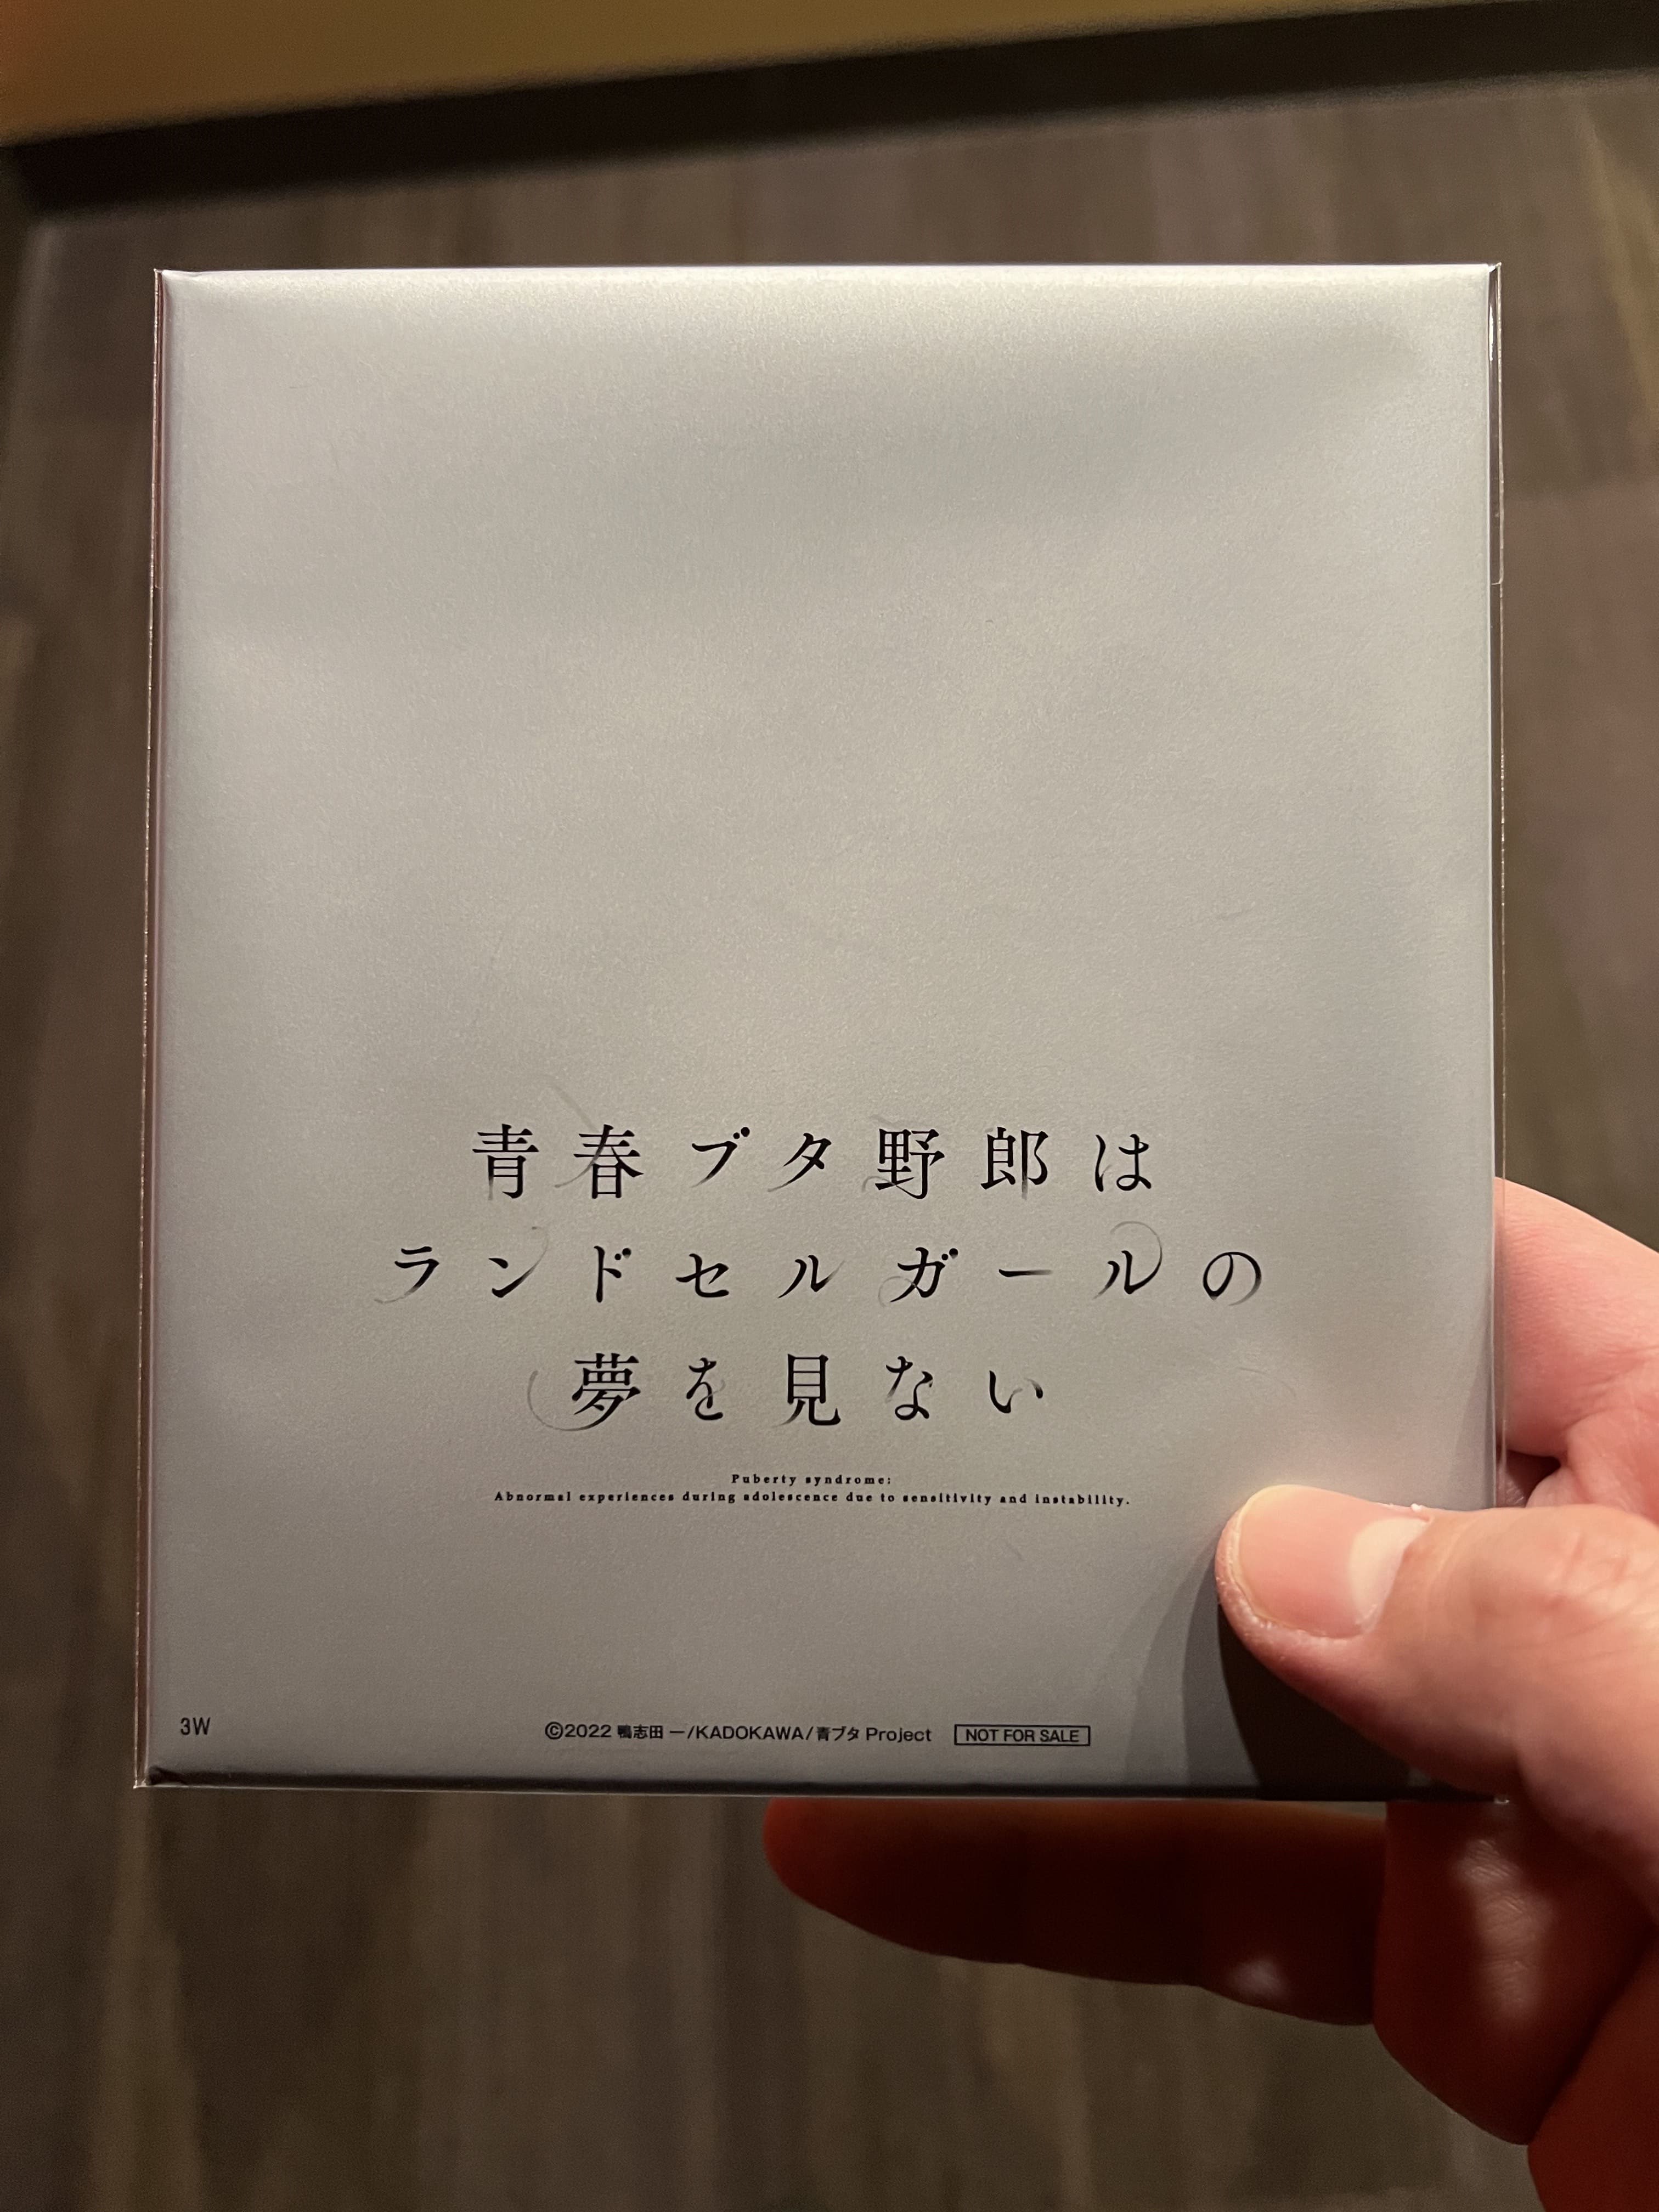 青春ブタ野郎は
ランドセルガールの
夢を見ない
Puberty syndrome:
Abnormal experiences during adolescence due to sensitivity and instability.
3W
©2022 鴨志田 一/KADOKAWA/青ブタ Project NOT FOR SALE